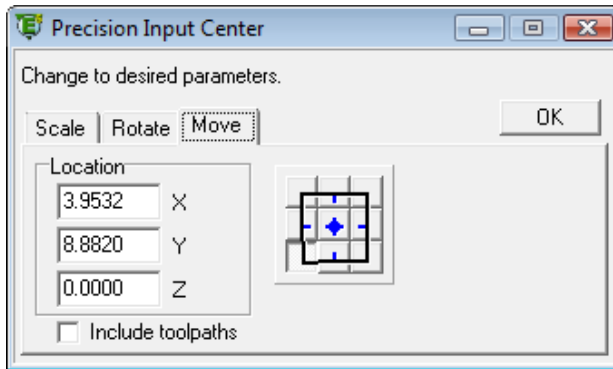 Precision Input Center
Change to desired parameters.
Scale Rotate Move
OK
Location
3.9532 X
8.8820 Y
0.0000 Z
Include toolpaths